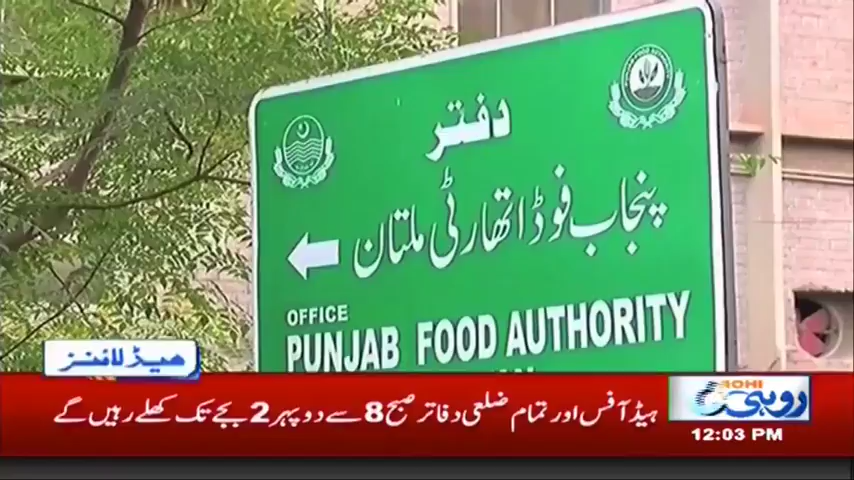 دفتر
پنجاب فوڈ اتھارٹی ملتان
OFFICE
PUNJAB FOOD AUTHORITY
ہیڈ لائنز
ہیڈ آفس اور تمام ضلعی دفاتر صبح 8 سے دوپہر 2 بجے تک کھلے رہیں گے
ROHI
روہی
12:03 PM